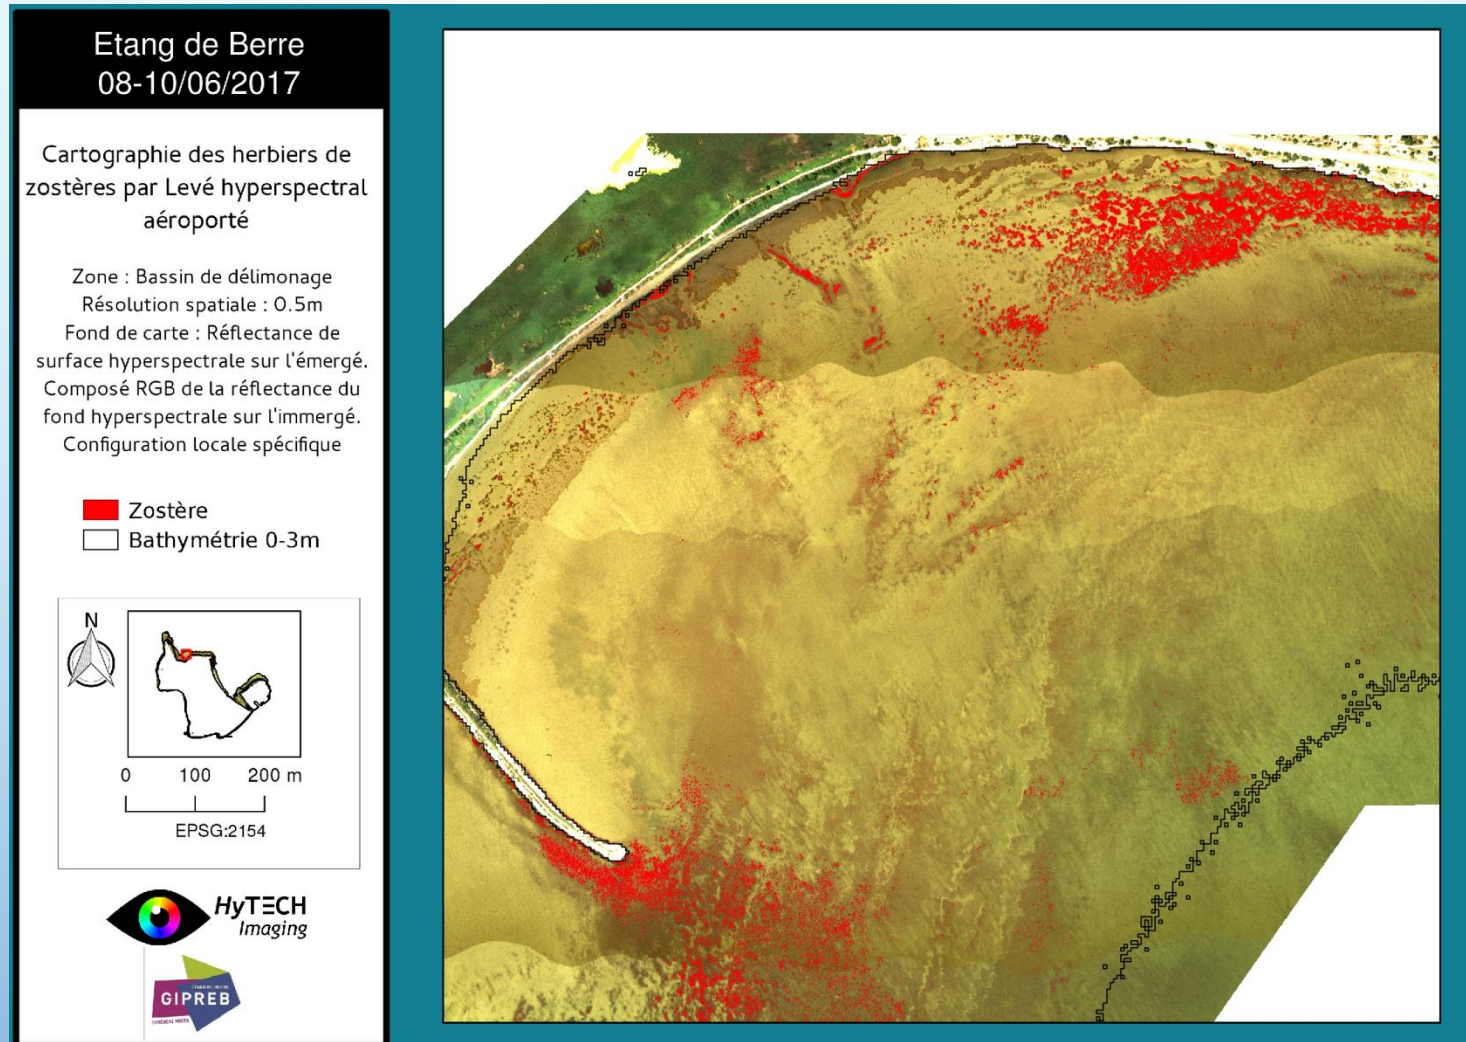 Etang de Berre
08-10/06/2017
Cartographie des herbiers de
zostères par Levé hyperspectral
aéroporté
Zone : Bassin de délimonage
Résolution spatiale : 0.5m
Fond de carte : Réflectance de
surface hyperspectrale sur l'émergé.
Composé RGB de la réflectance du
fond hyperspectrale sur l'immergé.
Configuration locale spécifique
Zostère
Bathymétrie 0-3m
N
0 100 200 m
EPSG:2154
HyTECH
Imaging
ETANG DE BERRE
GIPREB